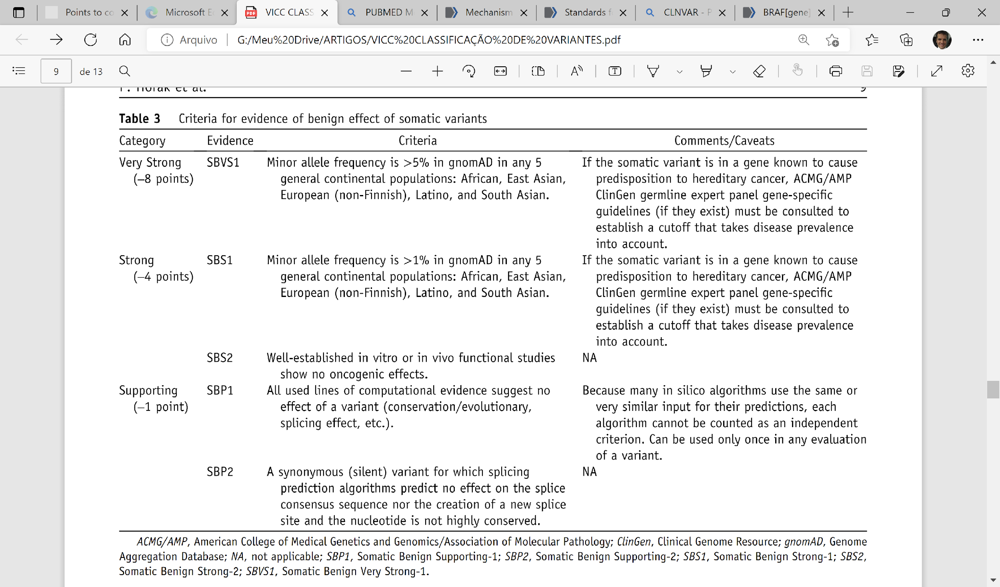 Points to co
Microsoft E
VICC CLASS
PUBMED M
Mechanism
Standards f
CLNVAR - P
BRAF[gene]
Arquivo
G:/Meu%20Drive/ARTIGOS/VICC%20CLASSIFICAÇÃO%20DE%20VARIANTES.pdf
9 de 13
P. Horak et al. 9
Table 3 Criteria for evidence of benign effect of somatic variants
Category Evidence Criteria Comments/Caveats
Very Strong SBVS1 Minor allele frequency is >5% in gnomAD in any 5 If the somatic variant is in a gene known to cause
(–8 points) general continental populations: African, East Asian, predisposition to hereditary cancer, ACMG/AMP
European (non-Finnish), Latino, and South Asian. ClinGen germline expert panel gene-specific
guidelines (if they exist) must be consulted to
establish a cutoff that takes disease prevalence
into account.
Strong SBS1 Minor allele frequency is >1% in gnomAD in any 5 If the somatic variant is in a gene known to cause
(–4 points) general continental populations: African, East Asian, predisposition to hereditary cancer, ACMG/AMP
European (non-Finnish), Latino, and South Asian. ClinGen germline expert panel gene-specific
guidelines (if they exist) must be consulted to
establish a cutoff that takes disease prevalence
into account.
SBS2 Well-established in vitro or in vivo functional studies NA
show no oncogenic effects.
Supporting SBP1 All used lines of computational evidence suggest no Because many in silico algorithms use the same or
(–1 point) effect of a variant (conservation/evolutionary, very similar input for their predictions, each
splicing effect, etc.). algorithm cannot be counted as an independent
criterion. Can be used only once in any evaluation
of a variant.
SBP2 A synonymous (silent) variant for which splicing NA
prediction algorithms predict no effect on the splice
consensus sequence nor the creation of a new splice
site and the nucleotide is not highly conserved.
ACMG/AMP, American College of Medical Genetics and Genomics/Association of Molecular Pathology; ClinGen, Clinical Genome Resource; gnomAD, Genome
Aggregation Database; NA, not applicable; SBP1, Somatic Benign Supporting-1; SBP2, Somatic Benign Supporting-2; SBS1, Somatic Benign Strong-1; SBS2,
Somatic Benign Strong-2; SBVS1, Somatic Benign Very Strong-1.